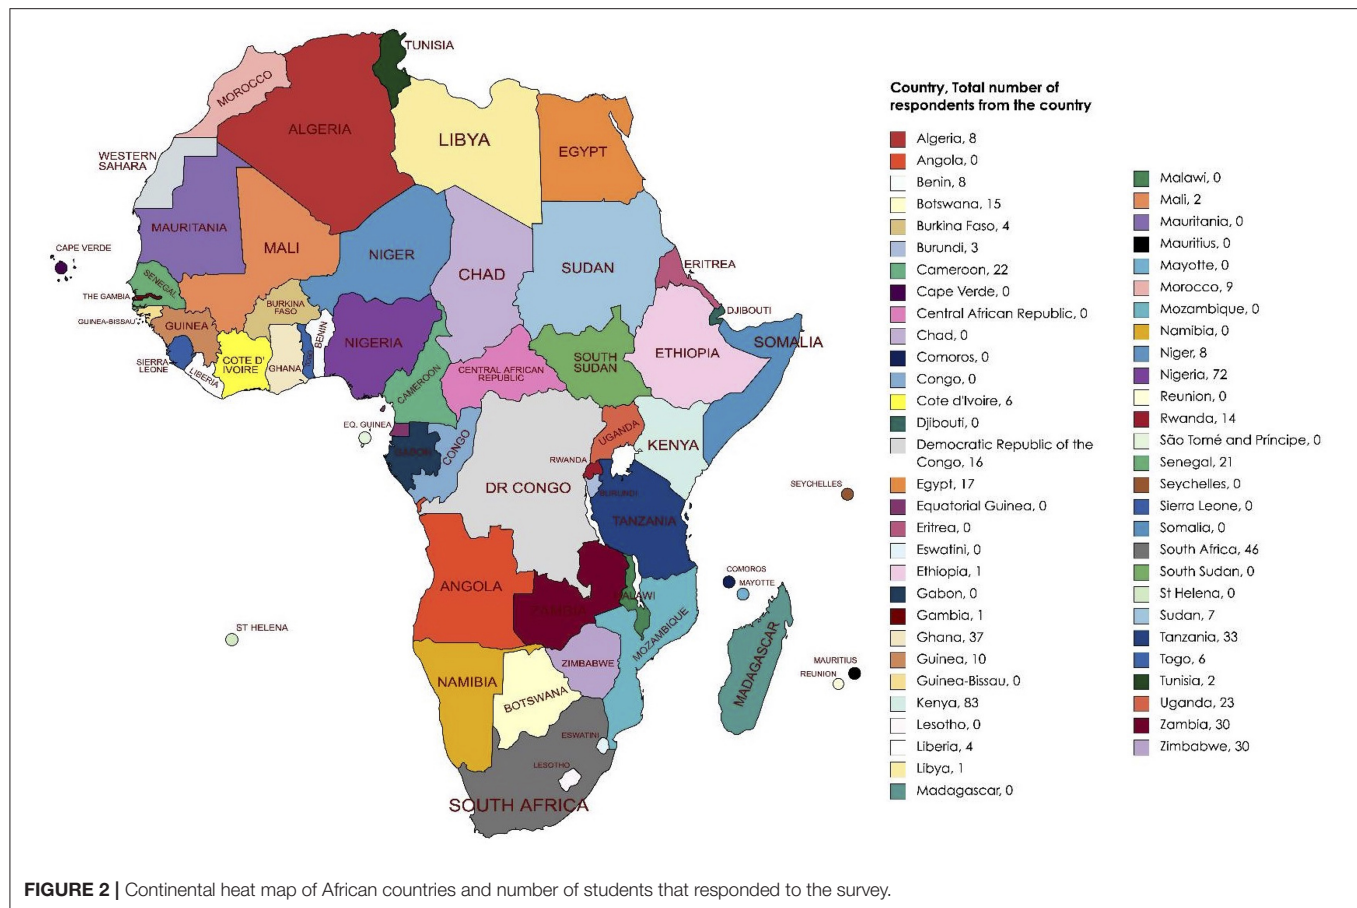 TUNISIA
MOROCCO
ALGERIA
LIBYA
EGYPT
WESTERN
SAHARA
MAURITANIA
MALI
NIGER
CHAD
SUDAN
ERITREA
CAPE VERDE
SENEGAL
THE GAMBIA
GUINEA-BISSAU
GUINEA
BURKINA
FASO
BENIN
NIGERIA
DJIBOUTI
SOMALIA
ETHIOPIA
SOUTH
SUDAN
SIERRA
LEONE
LIBERIA
COTE D'
IVOIRE
GHANA
CENTRAL AFRICAN
REPUBLIC
CAMEROON
EQ. GUINEA
GABON
CONGO
UGANDA
KENYA
RWANDA
BURUNDI
DR CONGO
TANZANIA
SEYCHELLES
COMOROS
MAYOTTE
ANGOLA
ZAMBIA
MALAWI
MOZAMBIQUE
ST HELENA
ZIMBABWE
MADAGASCAR
MAURITIUS
REUNION
NAMIBIA
BOTSWANA
ESWATINI
LESOTHO
SOUTH AFRICA
Country, Total number of
respondents from the country
Algeria, 8
Angola, 0
Benin, 8
Botswana, 15
Burkina Faso, 4
Burundi, 3
Cameroon, 22
Cape Verde, 0
Central African Republic, 0
Chad, 0
Comoros, 0
Congo, 0
Cote d'Ivoire, 6
Djibouti, 0
Democratic Republic of the
Congo, 16
Egypt, 17
Equatorial Guinea, 0
Eritrea, 0
Eswatini, 0
Ethiopia, 1
Gabon, 0
Gambia, 1
Ghana, 37
Guinea, 10
Guinea-Bissau, 0
Kenya, 83
Lesotho, 0
Liberia, 4
Libya, 1
Madagascar, 0
Malawi, 0
Mali, 2
Mauritania, 0
Mauritius, 0
Mayotte, 0
Morocco, 9
Mozambique, 0
Namibia, 0
Niger, 8
Nigeria, 72
Reunion, 0
Rwanda, 14
São Tomé and Príncipe, 0
Senegal, 21
Seychelles, 0
Sierra Leone, 0
Somalia, 0
South Africa, 46
South Sudan, 0
St Helena, 0
Sudan, 7
Tanzania, 33
Togo, 6
Tunisia, 2
Uganda, 23
Zambia, 30
Zimbabwe, 30
FIGURE 2 | Continental heat map of African countries and number of students that responded to the survey.